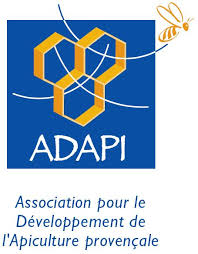 ADAPI
Association pour le
Développement de
l'Apiculture provençale